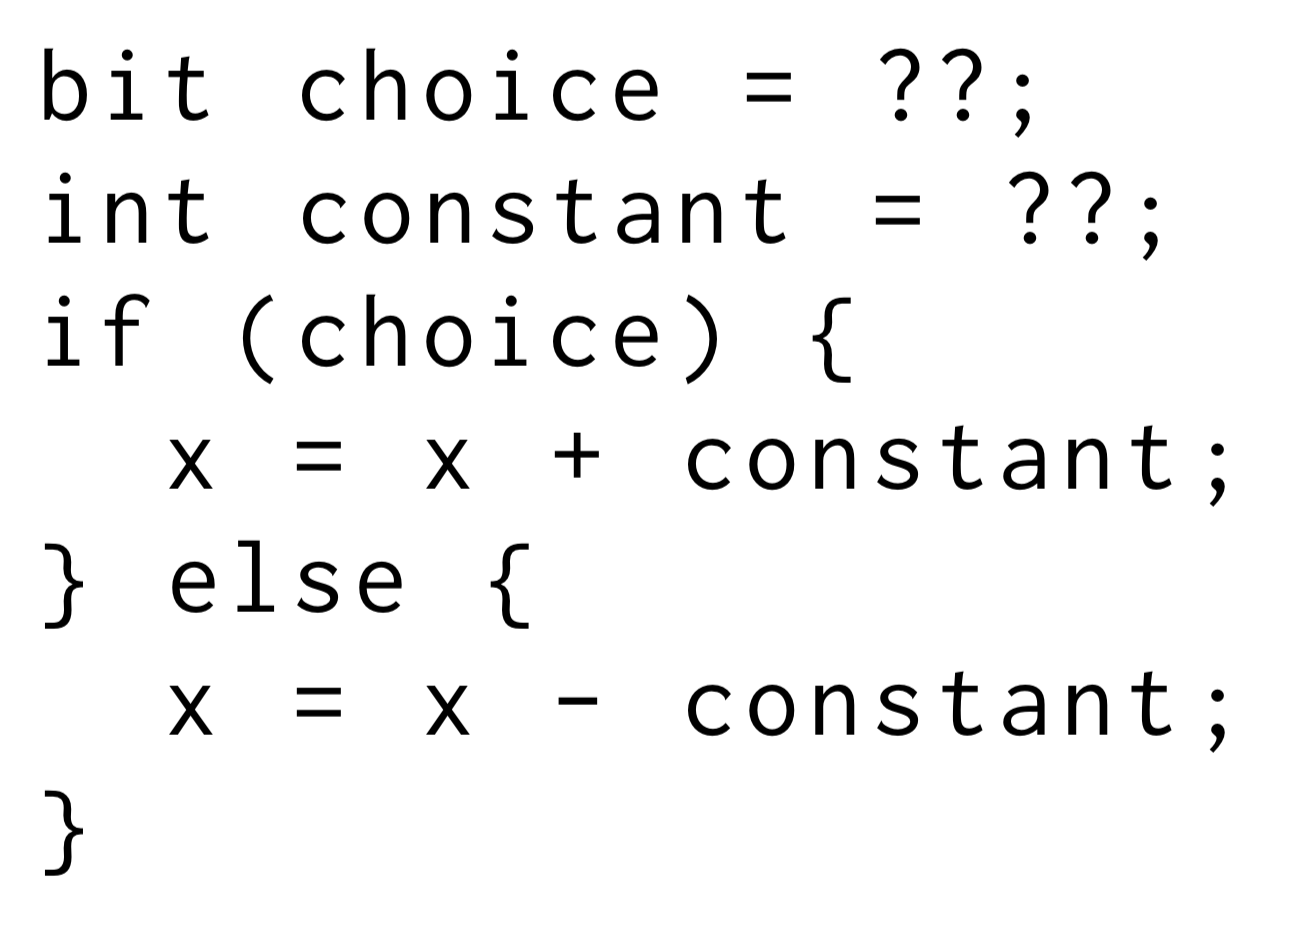 bit choice = ??;
int constant = ??;
if (choice) {
  x = x + constant;
} else {
  x = x - constant;
}